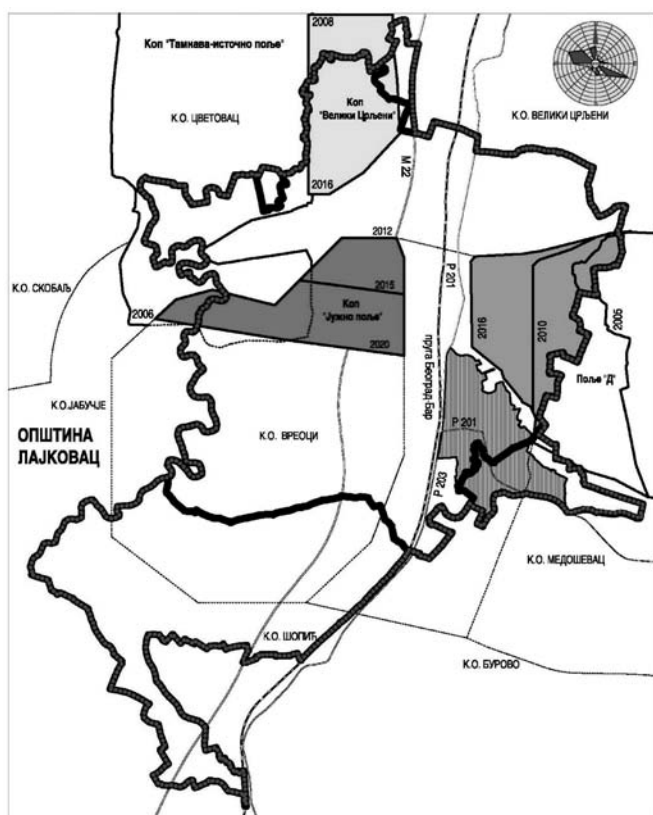 2008
Коп "Тамнава-источно поље"
Коп
"Велики Црљени"
К.О. ЦВЕТОВАЦ
К.О. ВЕЛИКИ ЦРЉЕНИ
М 22
2016
2012
К.О. СКОБАЉ
Р 201
2015
2006
Коп
"Јужно поље"
2020
2016
2010
2005
пруга Београд-Бар
Поље "Д"
К.О.ЈАБУЧЈЕ
Р 201
ОПШТИНА
ЛАЈКОВАЦ
К.О. ВРЕОЦИ
Р 203
К.О. МЕДОШЕВАЦ
К.О. ШОПИЋ
К.О. БУРОВО